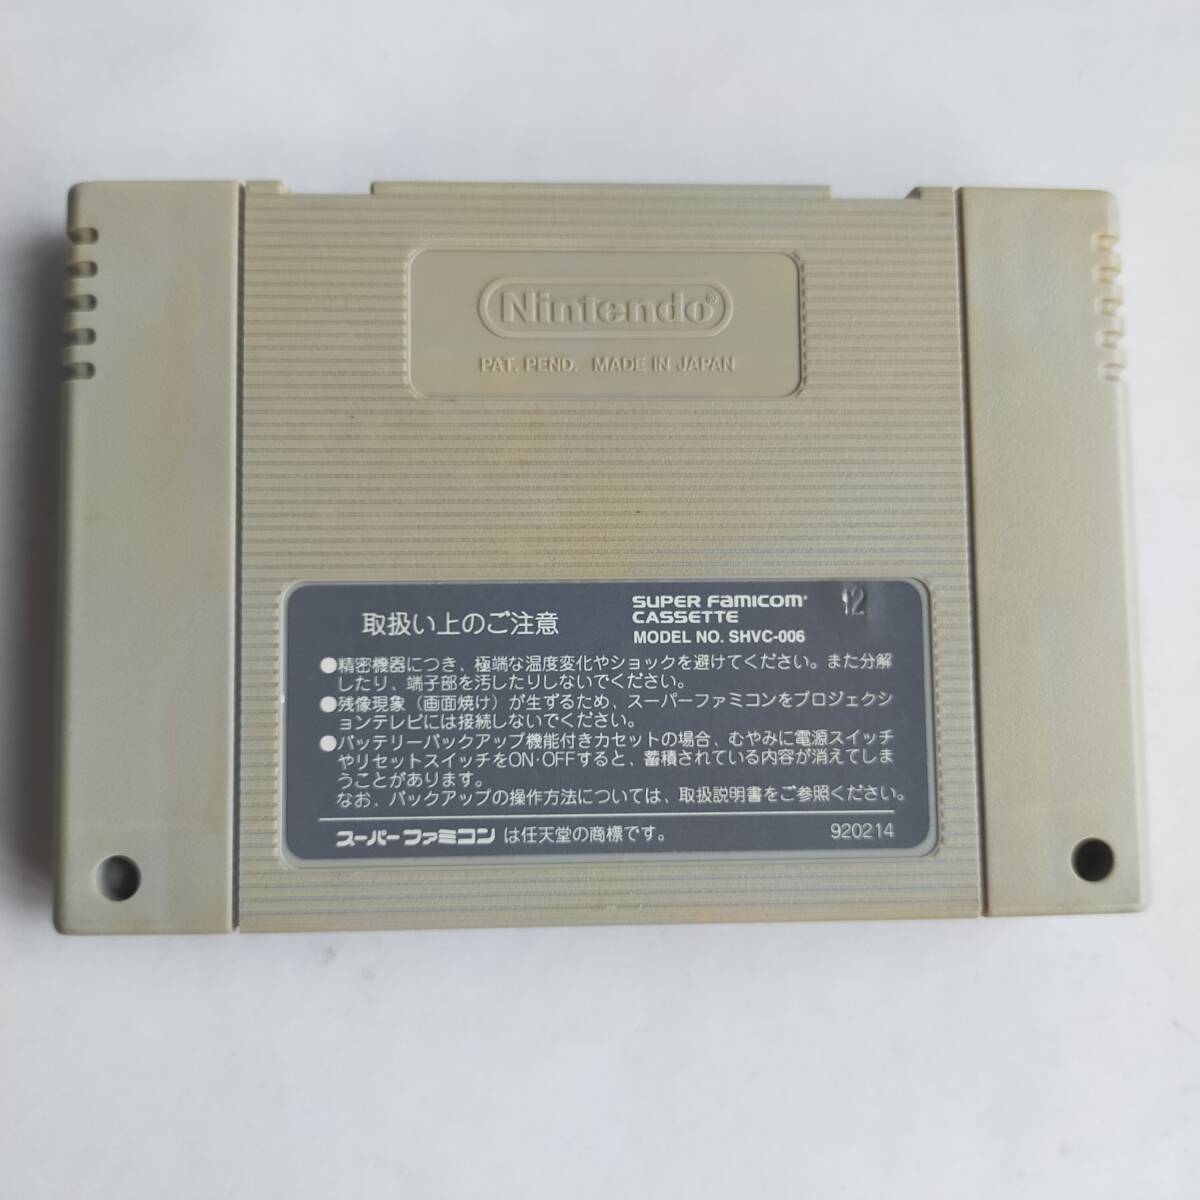 Nintendo®
PAT. PEND. MADE IN JAPAN
取扱い上のご注意
SUPER FAMICOM®
CASSETTE
MODEL NO. SHVC-006
12
●精密機器につき、極端な温度変化やショックを避けてください。また分解
したり、端子部を汚したりしないでください。
●残像現象（画面焼け）が生ずるため、スーパーファミコンをプロジェクシ
ョンテレビには接続しないでください。
●バッテリーバックアップ機能付きカセットの場合、むやみに電源スイッチ
やリセットスイッチをON・OFFすると、蓄積されている内容が消えてしま
うことがあります。
なお、バックアップの操作方法については、取扱説明書をご参照ください。
スーパーファミコン は任天堂の商標です。
920214